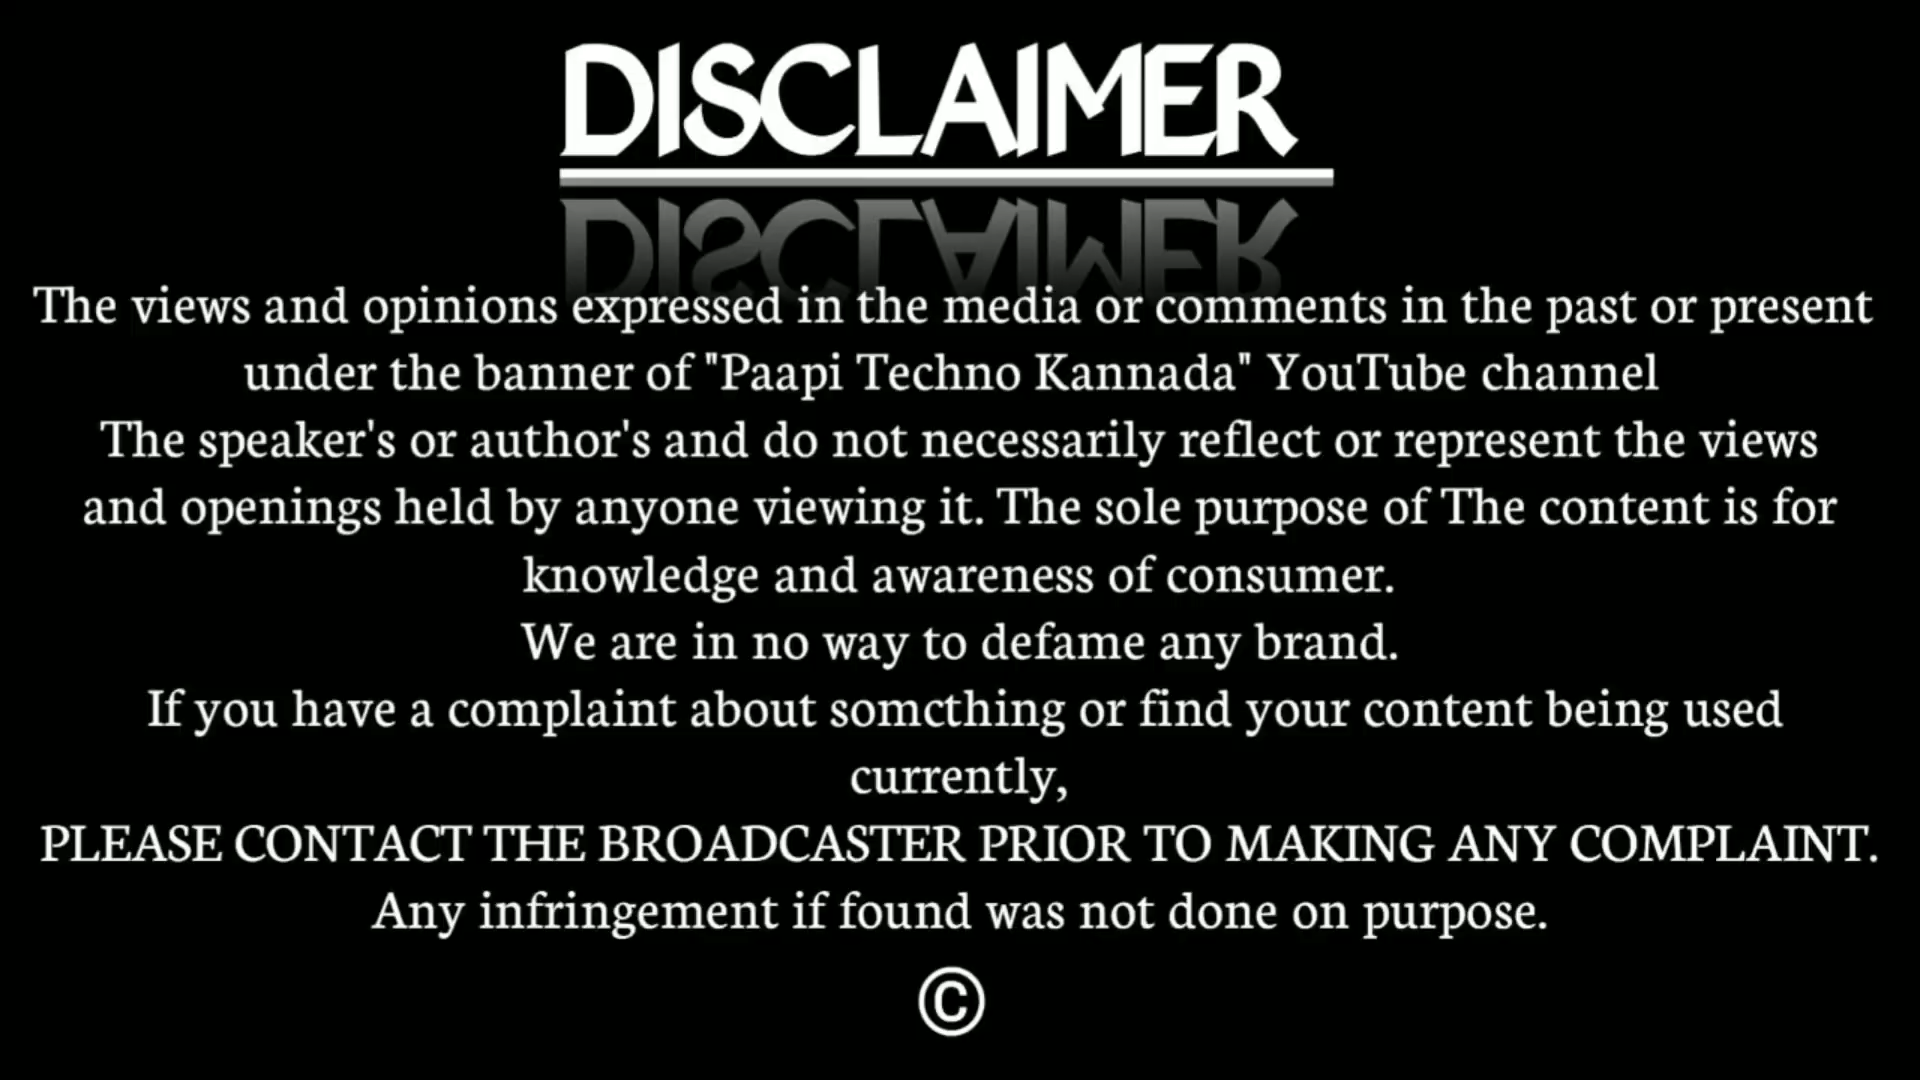 DISCLAIMER
The views and opinions expressed in the media or comments in the past or present
under the banner of "Paapi Techno Kannada" YouTube channel
The speaker's or author's and do not necessarily reflect or represent the views
and openings held by anyone viewing it. The sole purpose of The content is for
knowledge and awareness of consumer.
We are in no way to defame any brand.
If you have a complaint about somcthing or find your content being used
currently,
PLEASE CONTACT THE BROADCASTER PRIOR TO MAKING ANY COMPLAINT.
Any infringement if found was not done on purpose.
©